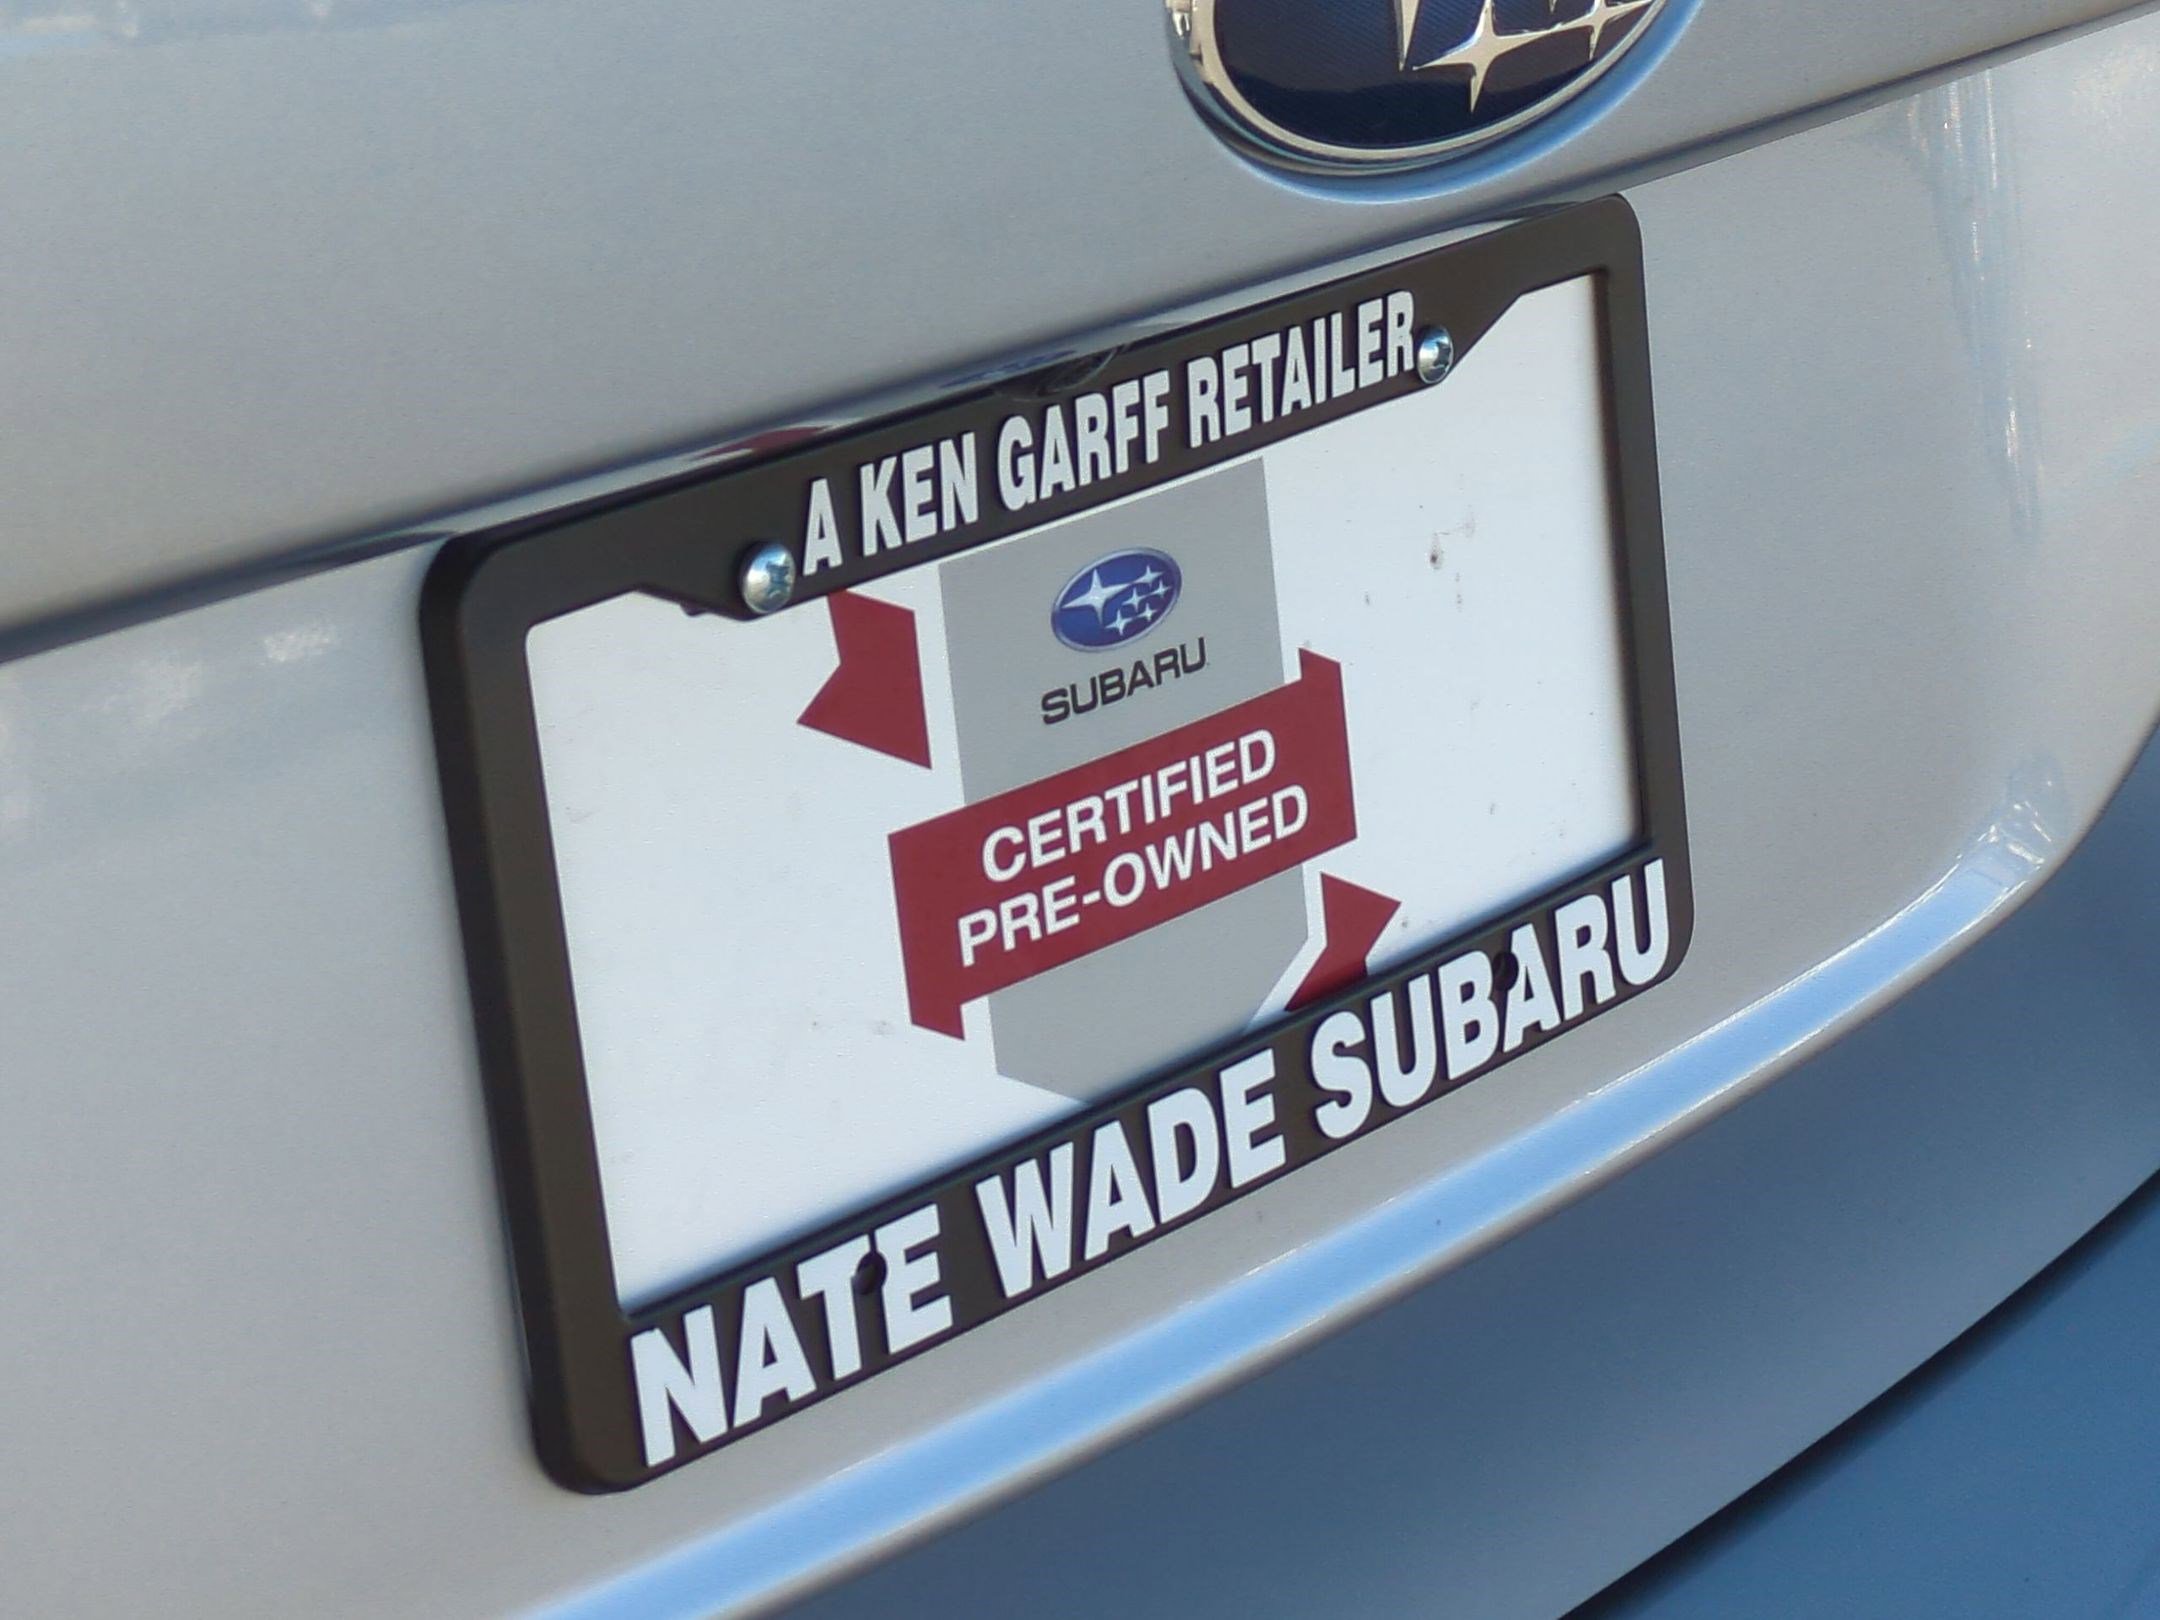 A KEN GARFF RETAILER
SUBARU
CERTIFIED
PRE-OWNED
NATE WADE SUBARU